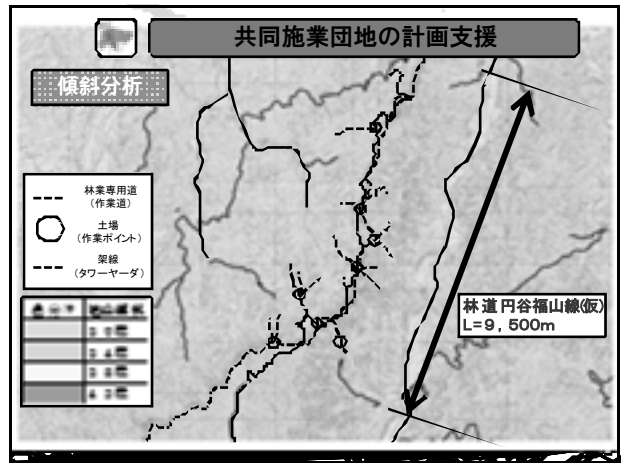 共同施業団地の計画支援
傾斜分析
林業専用道
(作業道)
土場
(作業ポイント)
架線
(タワーヤーダ)
林道円谷福山線(仮)
L=9,500m